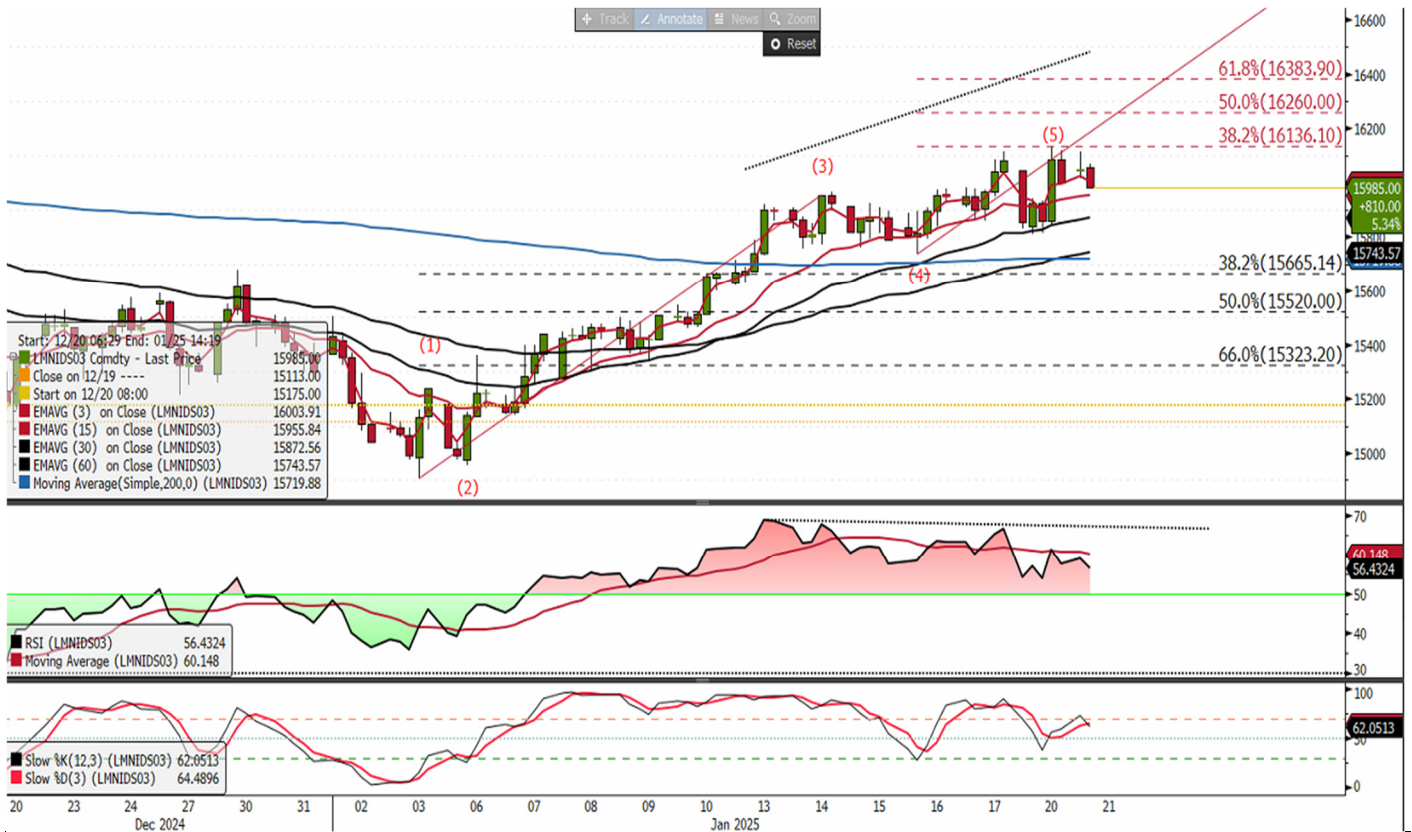 Track Annotate News Zoom
Reset
16600
16400
16200
15800
15600
15400
15200
15000
61.8%(16383.90)
50.0%(16260.00)
38.2%(16136.10)
15985.00
+810.00
5.34%
15743.57
38.2%(15665.14)
50.0%(15520.00)
66.0%(15323.20)
(1)
(2)
(3)
(4)
(5)
Start: 12/20 06:29 End: 01/25 14:19
LMNIDS03 Comdty - Last Price 15985.00
Close on 12/19 ---- 15113.00
Start on 12/20 08:00 15175.00
EMAVG (3) on Close (LMNIDS03) 16003.91
EMAVG (15) on Close (LMNIDS03) 15955.84
EMAVG (30) on Close (LMNIDS03) 15872.56
EMAVG (60) on Close (LMNIDS03) 15743.57
Moving Average(Simple,200,0) (LMNIDS03) 15719.88
70
60.148
56.4324
50
40
30
RSI (LMNIDS03) 56.4324
Moving Average (LMNIDS03) 60.148
100
62.0513
50
0
Slow %K(12,3) (LMNIDS03) 62.0513
Slow %D(3) (LMNIDS03) 64.4896
20 23 24 27 30 31 02 03 06 07 08 09 10 13 14 15 16 17 20 21
Dec 2024 Jan 2025